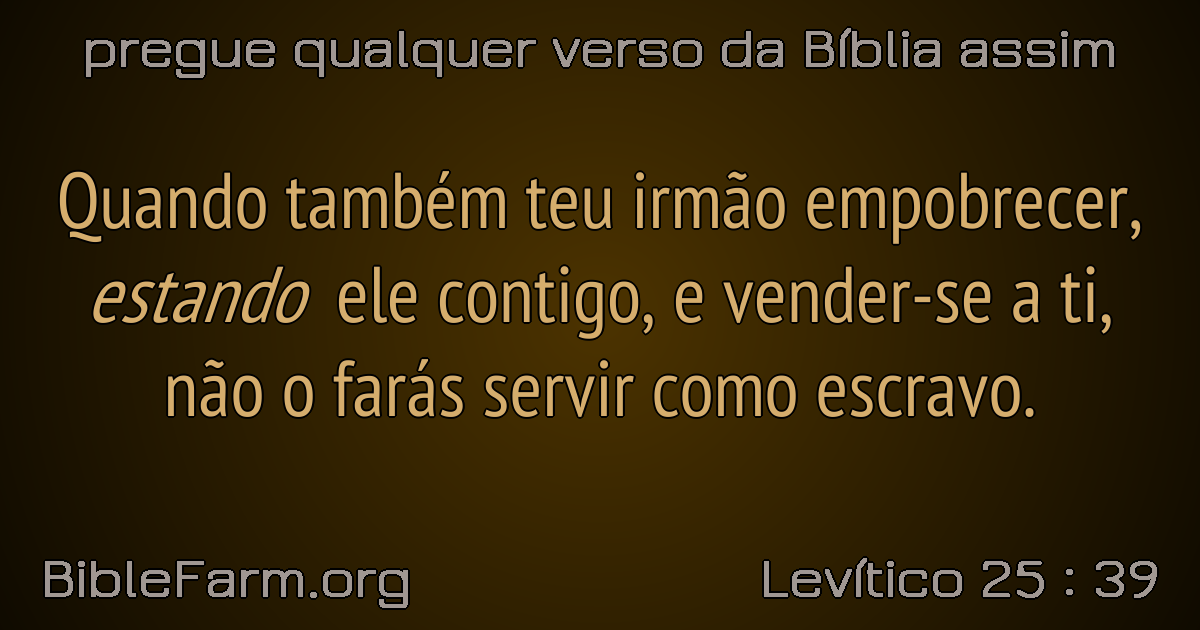 pregue qualquer verso da Bíblia assim
Quando também teu irmão empobrecer,
estando ele contigo, e vender-se a ti,
não o farás servir como escravo.
BibleFarm.org
Levítico 25 : 39